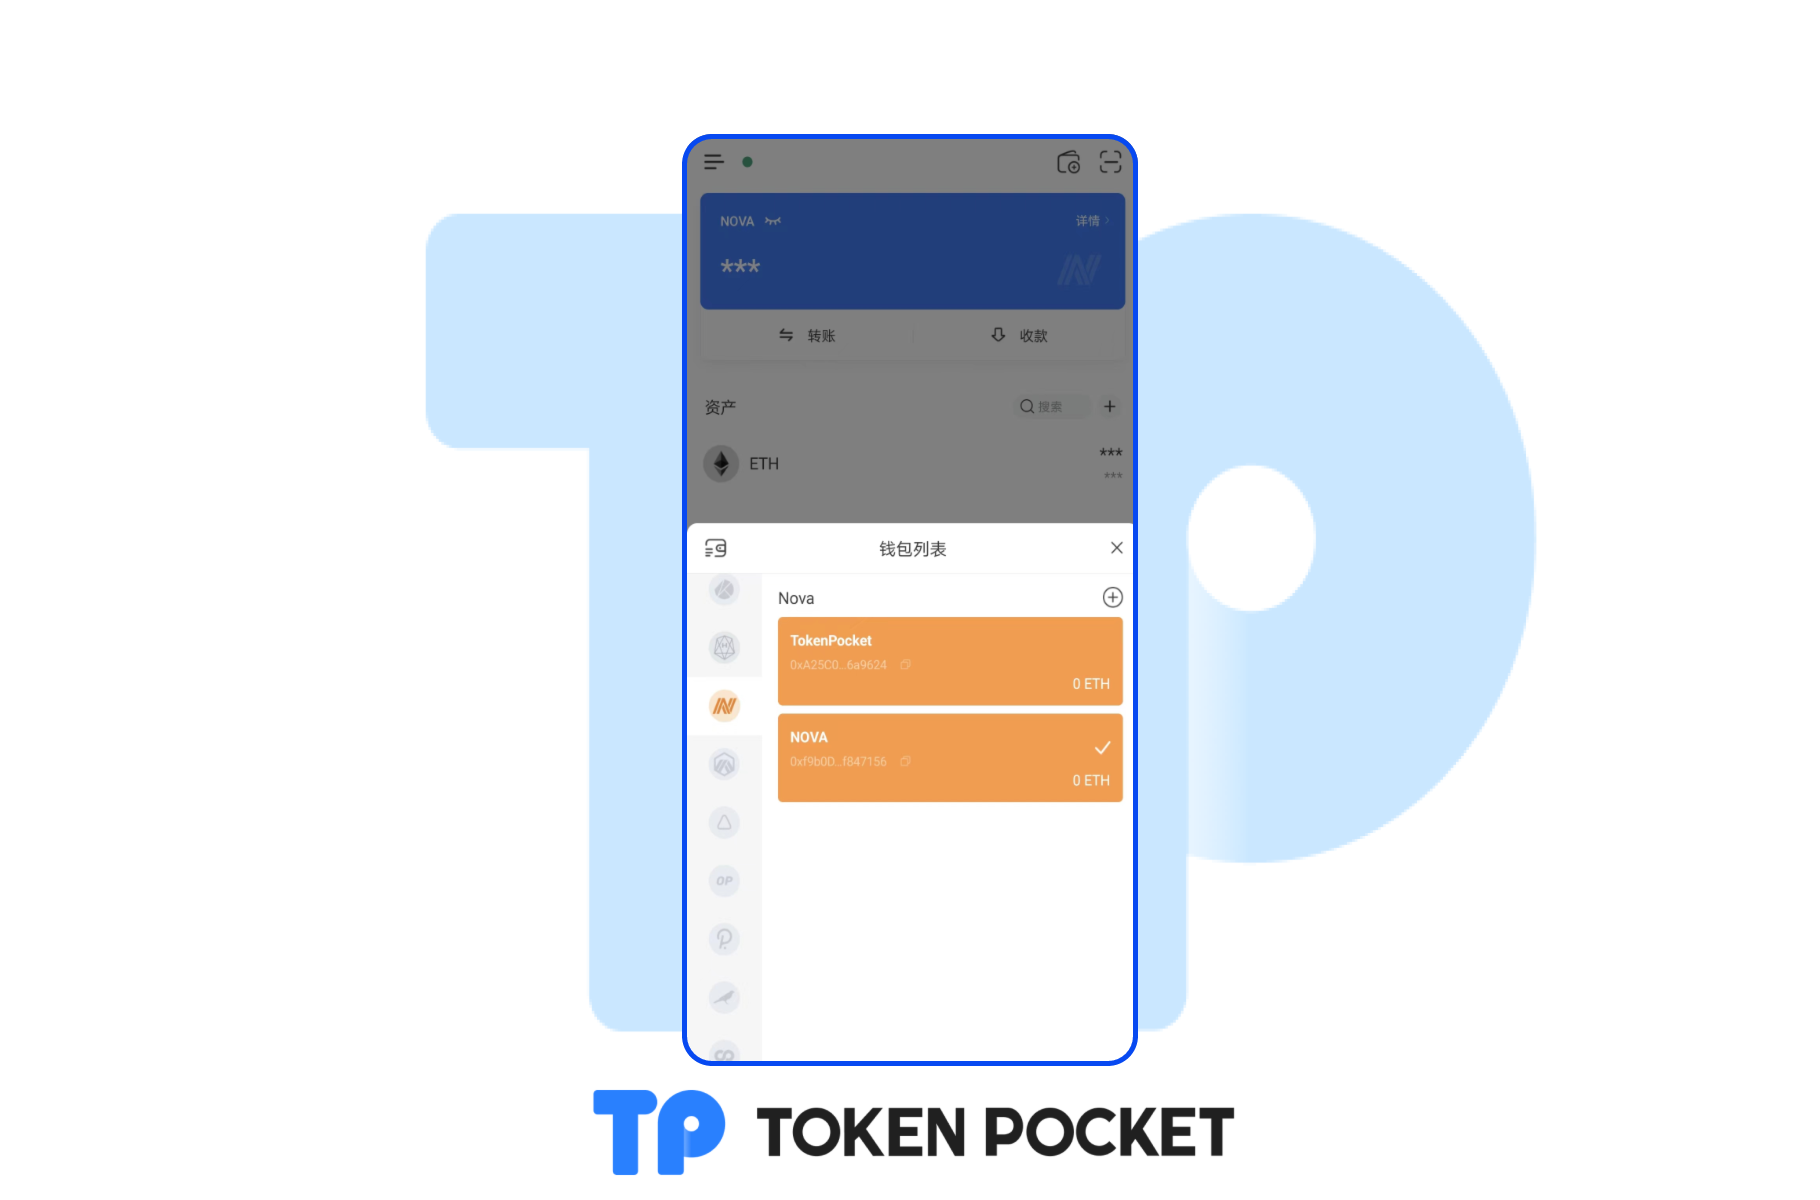 NOVA
详情
***
转账
收款
资产
搜索
ETH
***
***
钱包列表
Nova
TokenPocket
0xA25C0...6a9624
0 ETH
NOVA
0xf9b0D...f847156
0 ETH
OP
TP TOKEN POCKET